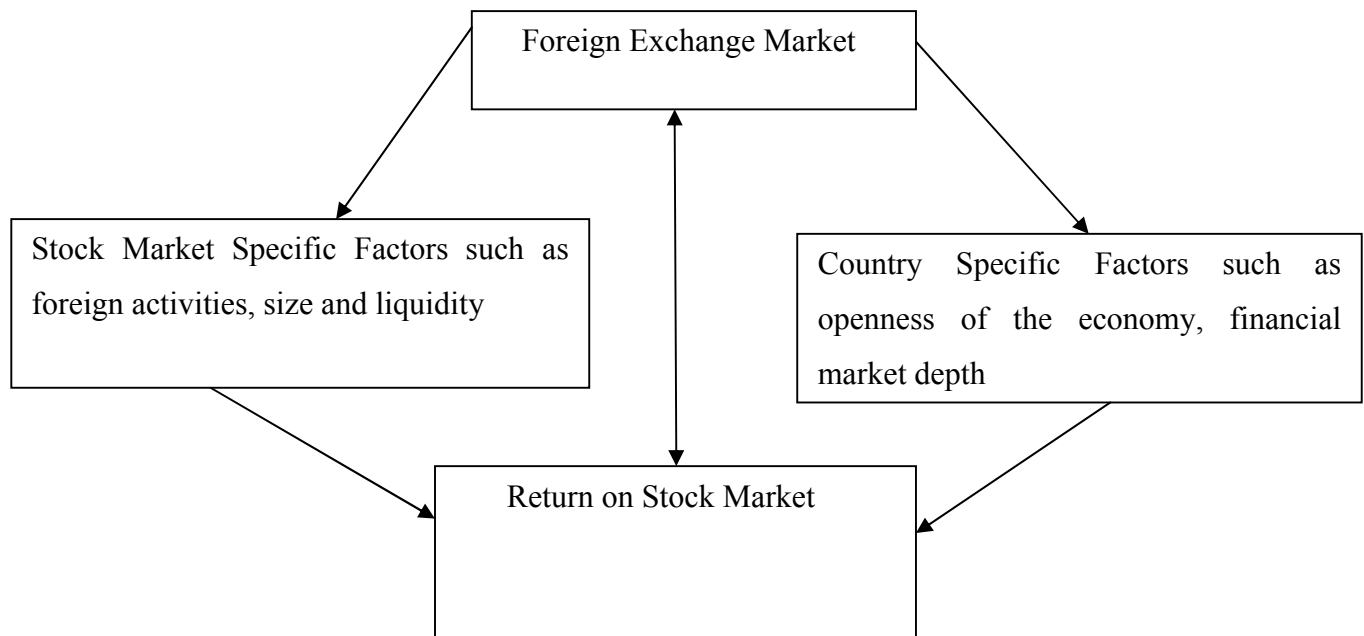 Foreign Exchange Market
Stock Market Specific Factors such as
foreign activities, size and liquidity
Country Specific Factors such as
openness of the economy, financial
market depth
Return on Stock Market